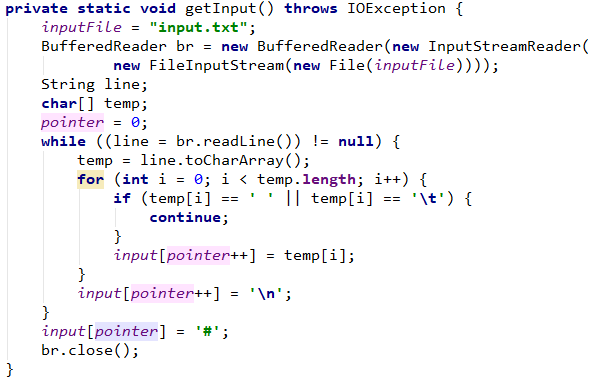 private static void getInput() throws IOException {
    inputFile = "input.txt";
    BufferedReader br = new BufferedReader(new InputStreamReader(
            new FileInputStream(new File(inputFile))));
    String line;
    char[] temp;
    pointer = 0;
    while ((line = br.readLine()) != null) {
        temp = line.toCharArray();
        for (int i = 0; i < temp.length; i++) {
            if (temp[i] == ' ' || temp[i] == '\t') {
                continue;
            }
            input[pointer++] = temp[i];
        }
        input[pointer++] = '\n';
    }
    input[pointer] = '#';
    br.close();
}